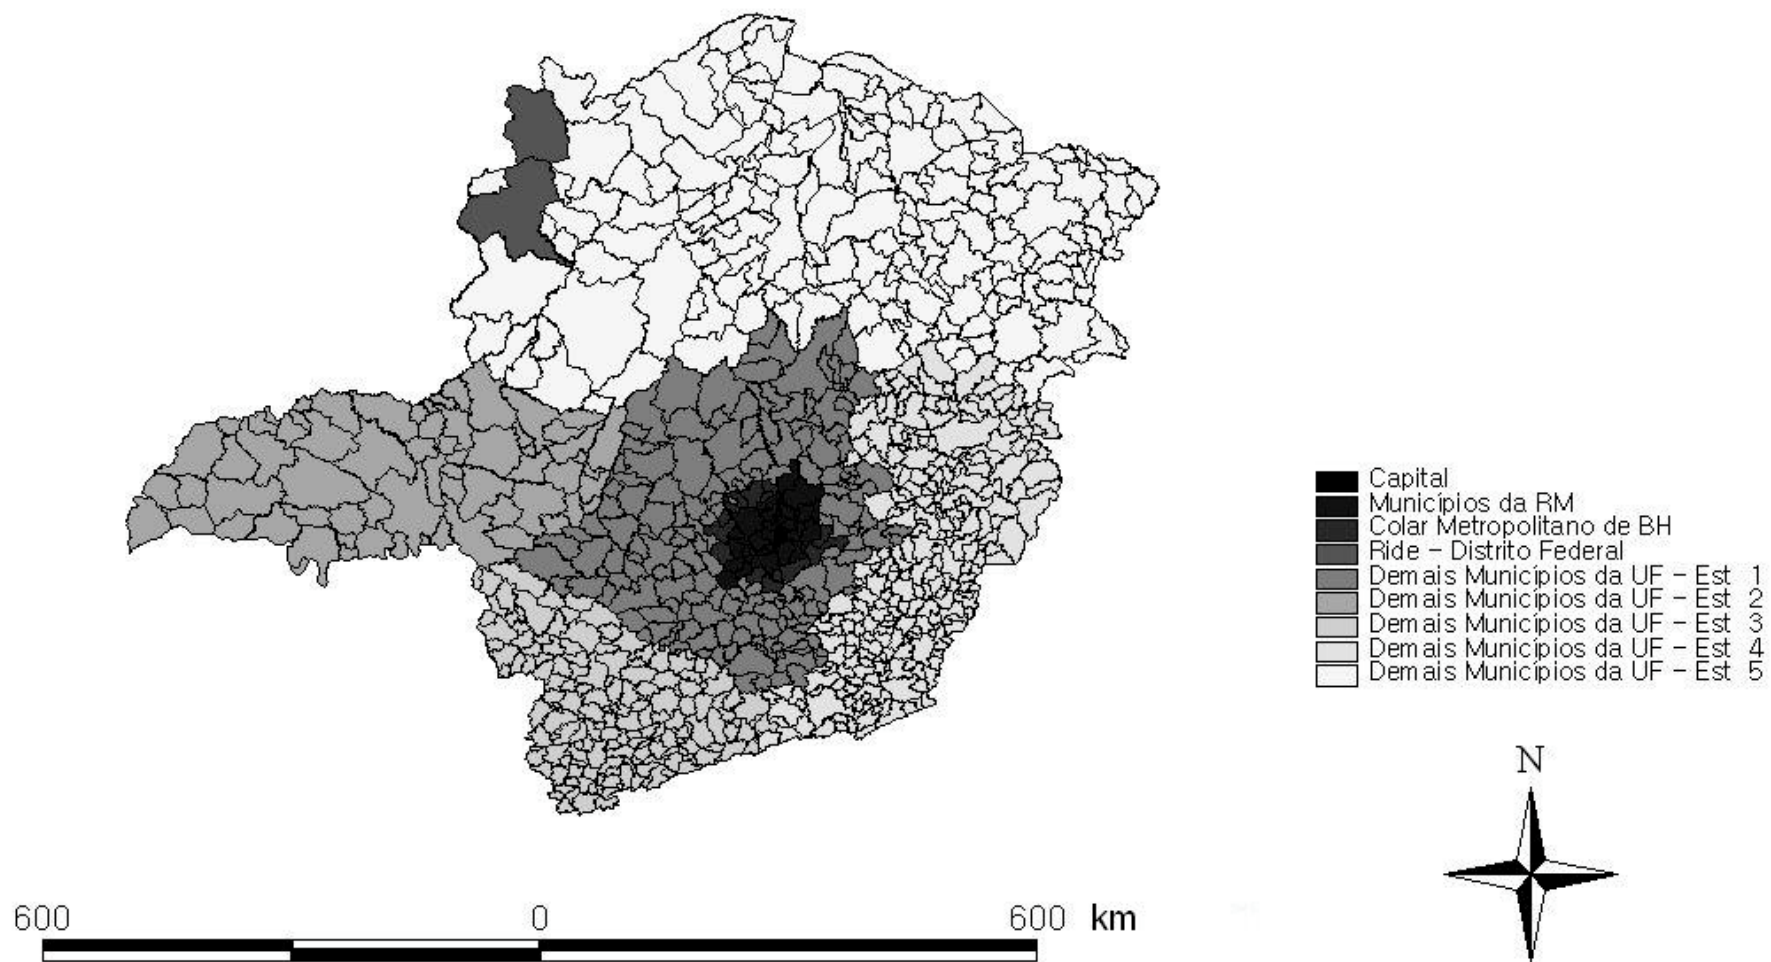 Capital
Municípios da RM
Colar Metropolitano de BH
Ride – Distrito Federal
Demais Municípios da UF – Est 1
Demais Municípios da UF – Est 2
Demais Municípios da UF – Est 3
Demais Municípios da UF – Est 4
Demais Municípios da UF – Est 5
N
600 0 600 km